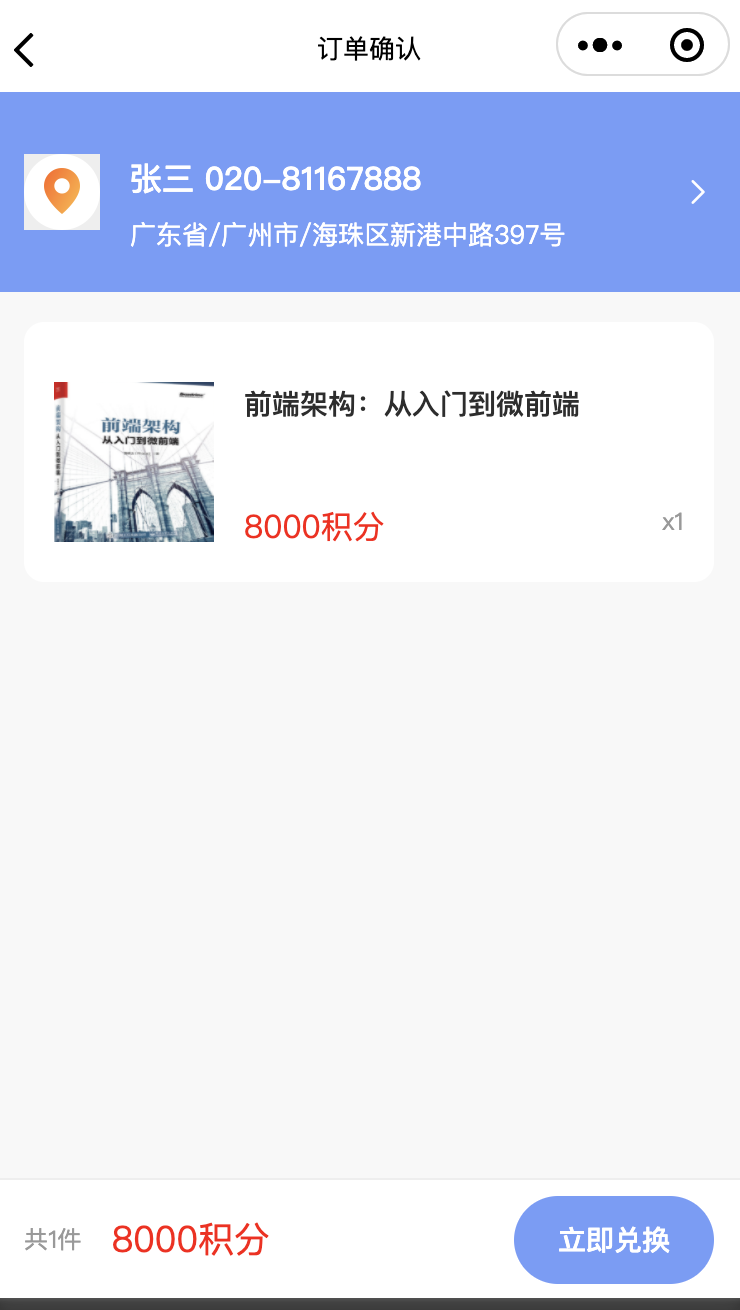 订单确认
张三 020-81167888
广东省/广州市/海珠区新港中路397号
前端架构
从入门到微前端
前端架构：从入门到微前端
8000积分
x1
共1件
8000积分
立即兑换